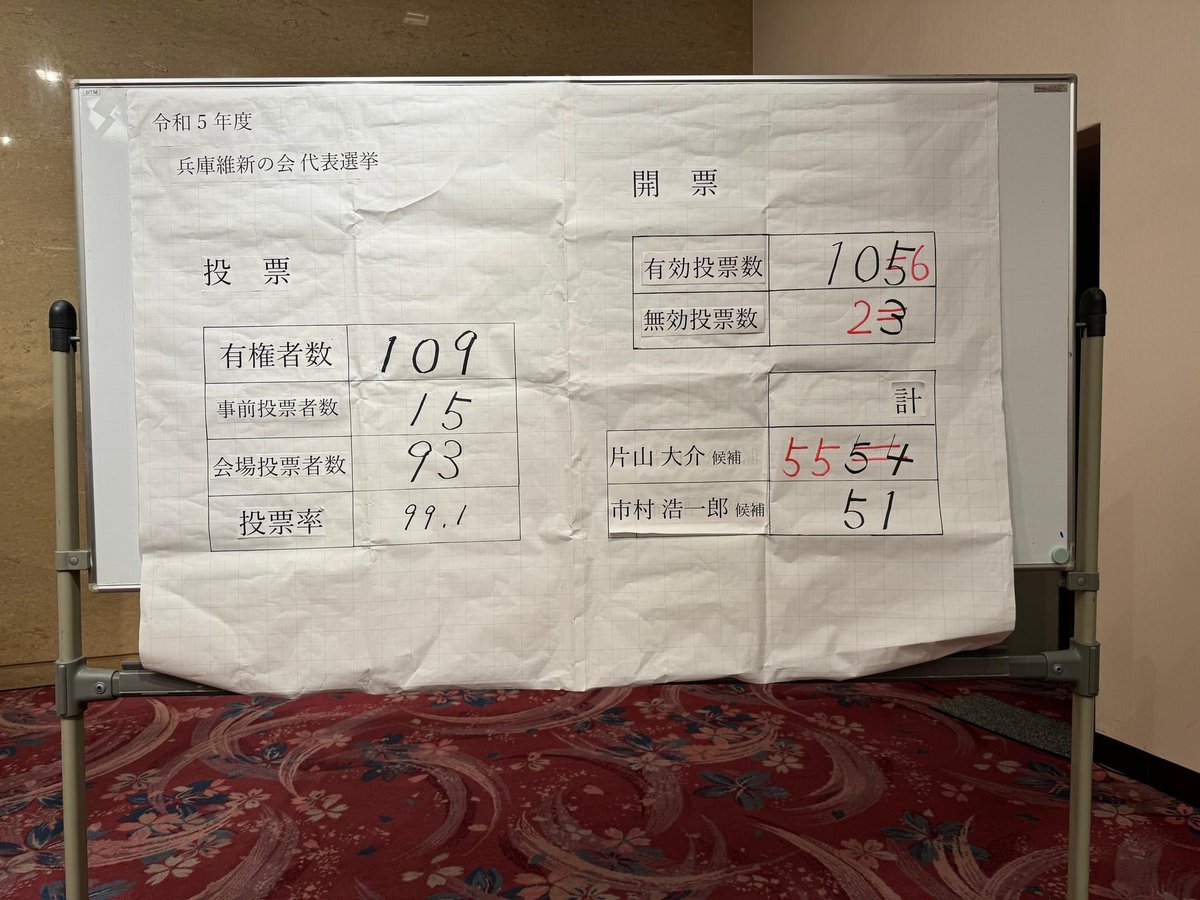 令和5年度
兵庫維新の会 代表選挙
投 票
有権者数 109
事前投票者数 15
会場投票者数 93
投票率 99.1
開 票
有効投票数 1056
無効投票数 23
計
片山 大介 候補 55 54
市村 浩一郎 候補 51